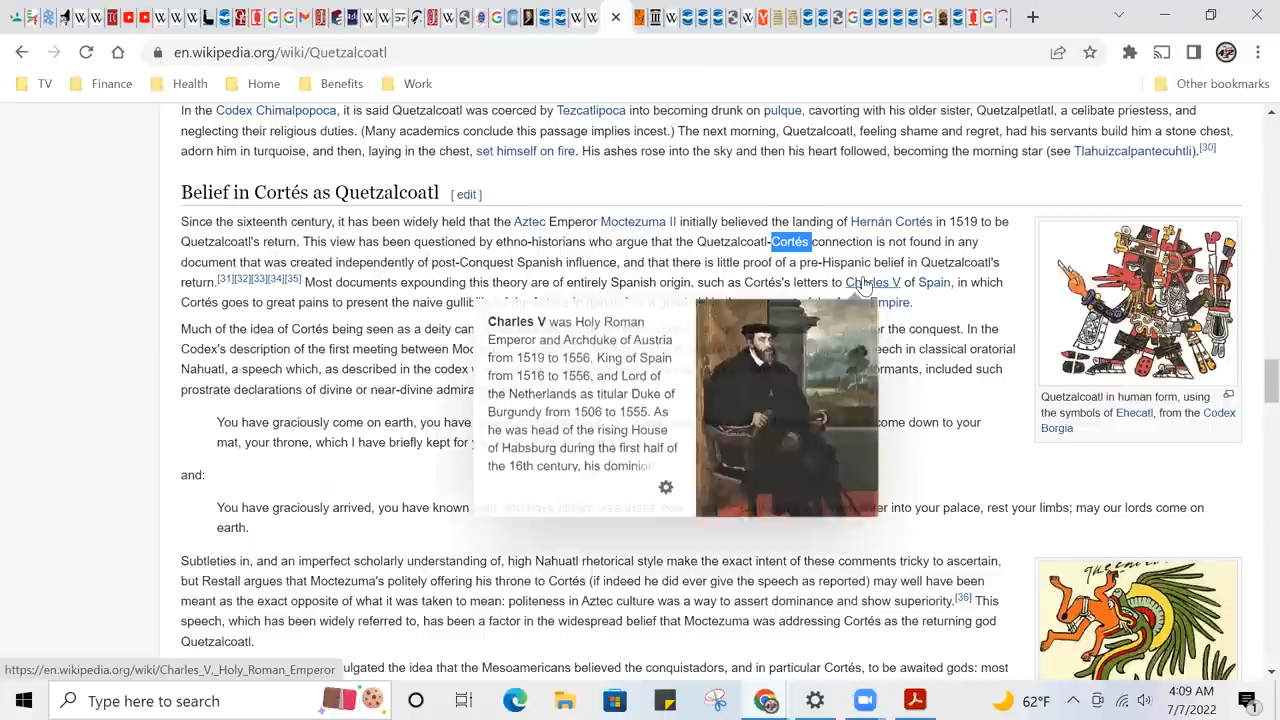 en.wikipedia.org/wiki/Quetzalcoatl
TV Finance Health Home Benefits Work Other bookmarks
In the Codex Chimalpopoca, it is said Quetzalcoatl was coerced by Tezcatlipoca into becoming drunk on pulque, cavorting with his older sister, Quetzalpetlatl, a celibate priestess, and
neglecting their religious duties. (Many academics conclude this passage implies incest.) The next morning, Quetzalcoatl, feeling shame and regret, had his servants build him a stone chest,
adorn him in turquoise, and then, laying in the chest, set himself on fire. His ashes rose into the sky and then his heart followed, becoming the morning star (see Tlahuizcalpantecuhtli).[30]
Belief in Cortés as Quetzalcoatl [ edit ]
Since the sixteenth century, it has been widely held that the Aztec Emperor Moctezuma II initially believed the landing of Hernán Cortés in 1519 to be
Quetzalcoatl's return. This view has been questioned by ethno-historians who argue that the Quetzalcoatl-Cortés connection is not found in any
document that was created independently of post-Conquest Spanish influence, and that there is little proof of a pre-Hispanic belief in Quetzalcoatl's
return.[31][32][33][34][35] Most documents expounding this theory are of entirely Spanish origin, such as Cortés's letters to Charles V of Spain, in which
Cortés goes to great pains to present the naive gullib Empire.
Much of the idea of Cortés being seen as a deity can the conquest. In the
Codex's description of the first meeting between Moc speech in classical oratorial
Nahuatl, a speech which, as described in the codex included such
prostrate declarations of divine or near-divine admira
You have graciously come on earth, you have come down to your
mat, your throne, which I have briefly kept for
and:
You have graciously arrived, you have known into your palace, rest your limbs; may our lords come on
earth.
Subtleties in, and an imperfect scholarly understanding of, high Nahuatl rhetorical style make the exact intent of these comments tricky to ascertain,
but Restall argues that Moctezuma's politely offering his throne to Cortés (if indeed he did ever give the speech as reported) may well have been
meant as the exact opposite of what it was taken to mean: politeness in Aztec culture was a way to assert dominance and show superiority.[36] This
speech, which has been widely referred to, has been a factor in the widespread belief that Moctezuma was addressing Cortés as the returning god
Quetzalcoatl.
ulgated the idea that the Mesoamericans believed the conquistadors, and in particular Cortés, to be awaited gods: most
Charles V was Holy Roman
Emperor and Archduke of Austria
from 1519 to 1556, King of Spain
from 1516 to 1556, and Lord of
the Netherlands as titular Duke of
Burgundy from 1506 to 1555. As
he was head of the rising House
of Habsburg during the first half of
the 16th century, his dominio
Quetzalcoatl in human form, using
the symbols of Ehecatl, from the Codex
Borgia
https://en.wikipedia.org/wiki/Charles_V,_Holy_Roman_Emperor
Type here to search
62°F
4:09 AM
7/7/2022